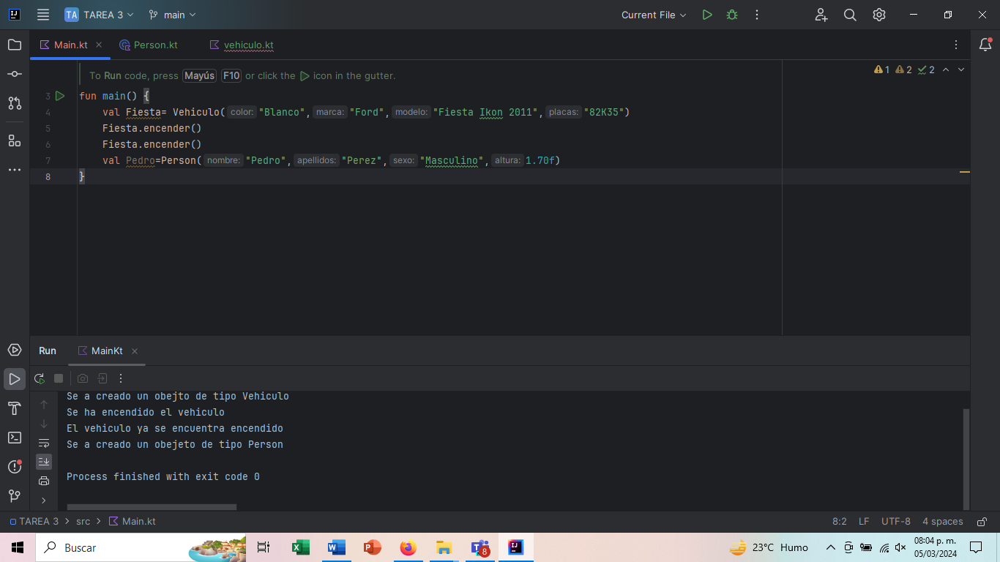 TA TAREA 3 main Current File
Main.kt Person.kt vehiculo.kt
To Run code, press Mayús F10 or click the icon in the gutter.
1 2 2
3 fun main() {
4 val Fiesta= Vehiculo( color: "Blanco", marca: "Ford", modelo: "Fiesta Ikon 2011", placas: "82K35")
5 Fiesta.encender()
6 Fiesta.encender()
7 val Pedro=Person( nombre: "Pedro", apellidos: "Perez", sexo: "Masculino", altura: 1.70f)
8 }
Run MainKt
Se a creado un obejto de tipo Vehiculo
Se ha encendido el vehiculo
El vehiculo ya se encuentra encendido
Se a creado un obejeto de tipo Person
Process finished with exit code 0
TAREA 3 > src > Main.kt 8:2 LF UTF-8 4 spaces
Buscar 8 23°C Humo 08:04 p. m.
05/03/2024